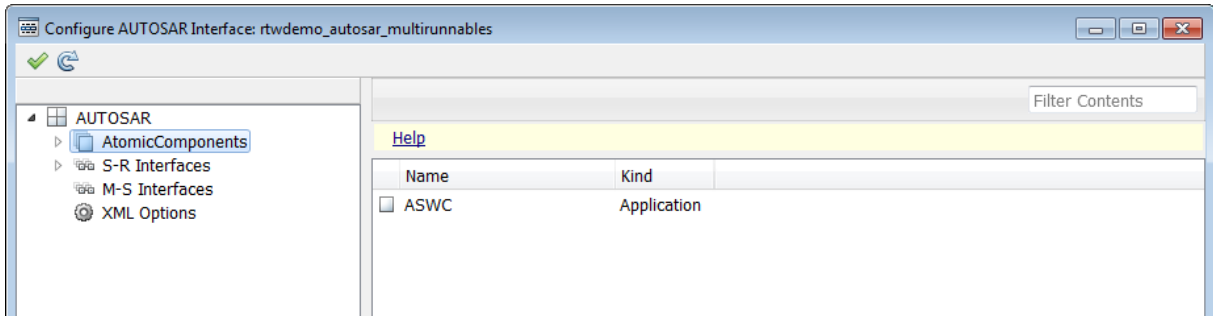 Configure AUTOSAR Interface: rtwdemo_autosar_multirunnables
Filter Contents
AUTOSAR
AtomicComponents
S-R Interfaces
M-S Interfaces
XML Options
Help
Name Kind
ASWC Application